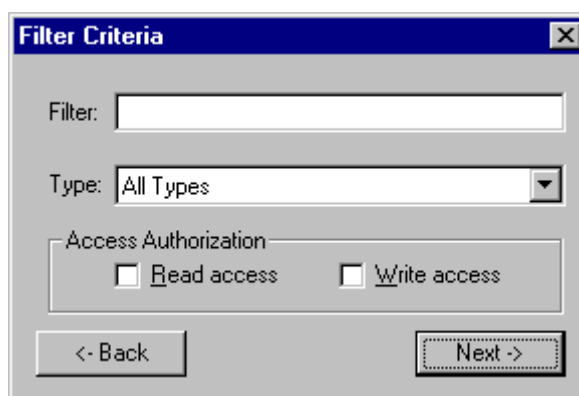 Filter Criteria
Filter:
Type: All Types
Access Authorization
Read access Write access
<- Back Next ->